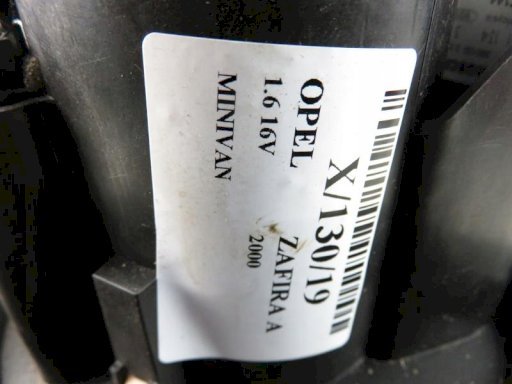 X/130/19
OPEL ZAFIRA A
1.6 16V 2000
MINIVAN